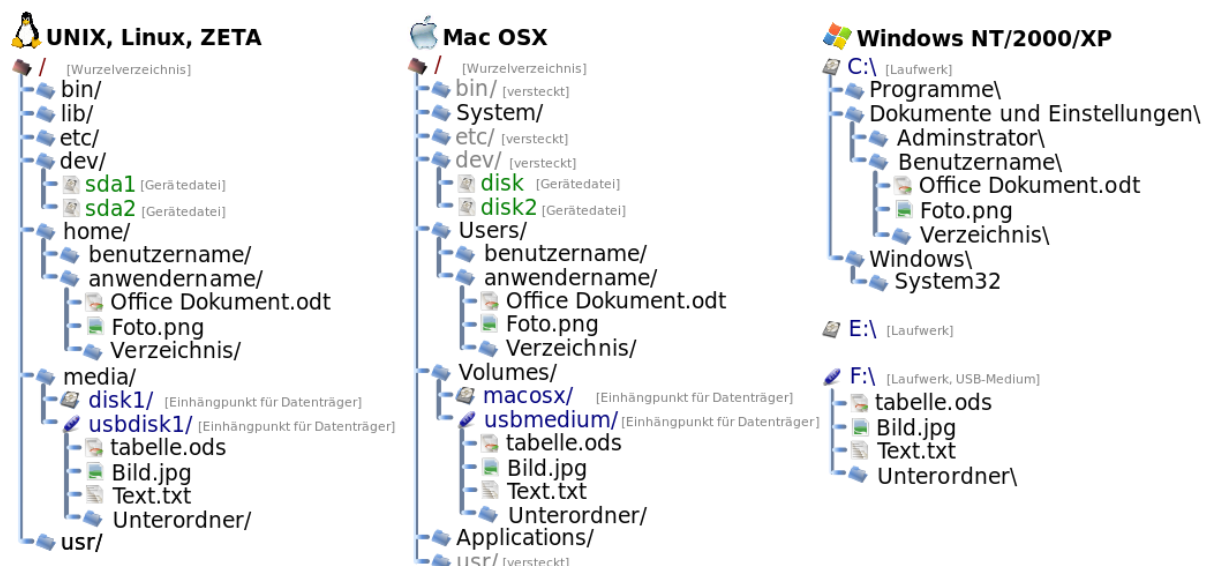 UNIX, Linux, ZETA
/ [Wurzelverzeichnis]
bin/
lib/
etc/
dev/
sda1 [Gerätedatei]
sda2 [Gerätedatei]
home/
benutzername/
anwendername/
Office Dokument.odt
Foto.png
Verzeichnis/
media/
disk1/ [Einhängpunkt für Datenträger]
usbdisk1/ [Einhängpunkt für Datenträger]
tabelle.ods
Bild.jpg
Text.txt
Unterordner/
usr/
Mac OSX
/ [Wurzelverzeichnis]
bin/ [versteckt]
System/
etc/ [versteckt]
dev/ [versteckt]
disk [Gerätedatei]
disk2 [Gerätedatei]
Users/
benutzername/
anwendername/
Office Dokument.odt
Foto.png
Verzeichnis/
Volumes/
macosx/ [Einhängpunkt für Datenträger]
usbmedium/ [Einhängpunkt für Datenträger]
tabelle.ods
Bild.jpg
Text.txt
Unterordner/
Applications/
usr/ [versteckt]
Windows NT/2000/XP
C:\ [Laufwerk]
Programme\
Dokumente und Einstellungen\
Adminstrator\
Benutzername\
Office Dokument.odt
Foto.png
Verzeichnis\
Windows\
System32
E:\ [Laufwerk]
F:\ [Laufwerk, USB-Medium]
tabelle.ods
Bild.jpg
Text.txt
Unterordner\